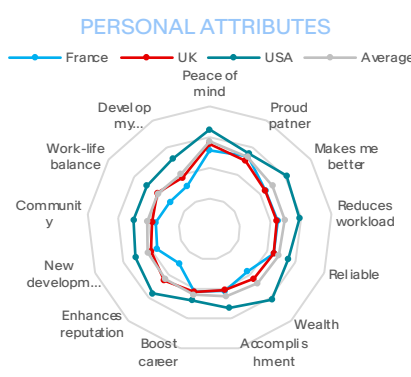 PERSONAL ATTRIBUTES
France UK USA Average
Peace of
mind
Proud
patner
Makes me
better
Reduces
workload
Reliable
Wealth
Accomplis
hment
Boost
career
Enhances
reputation
New
developm...
Communit
y
Work-life
balance
Develop
my...